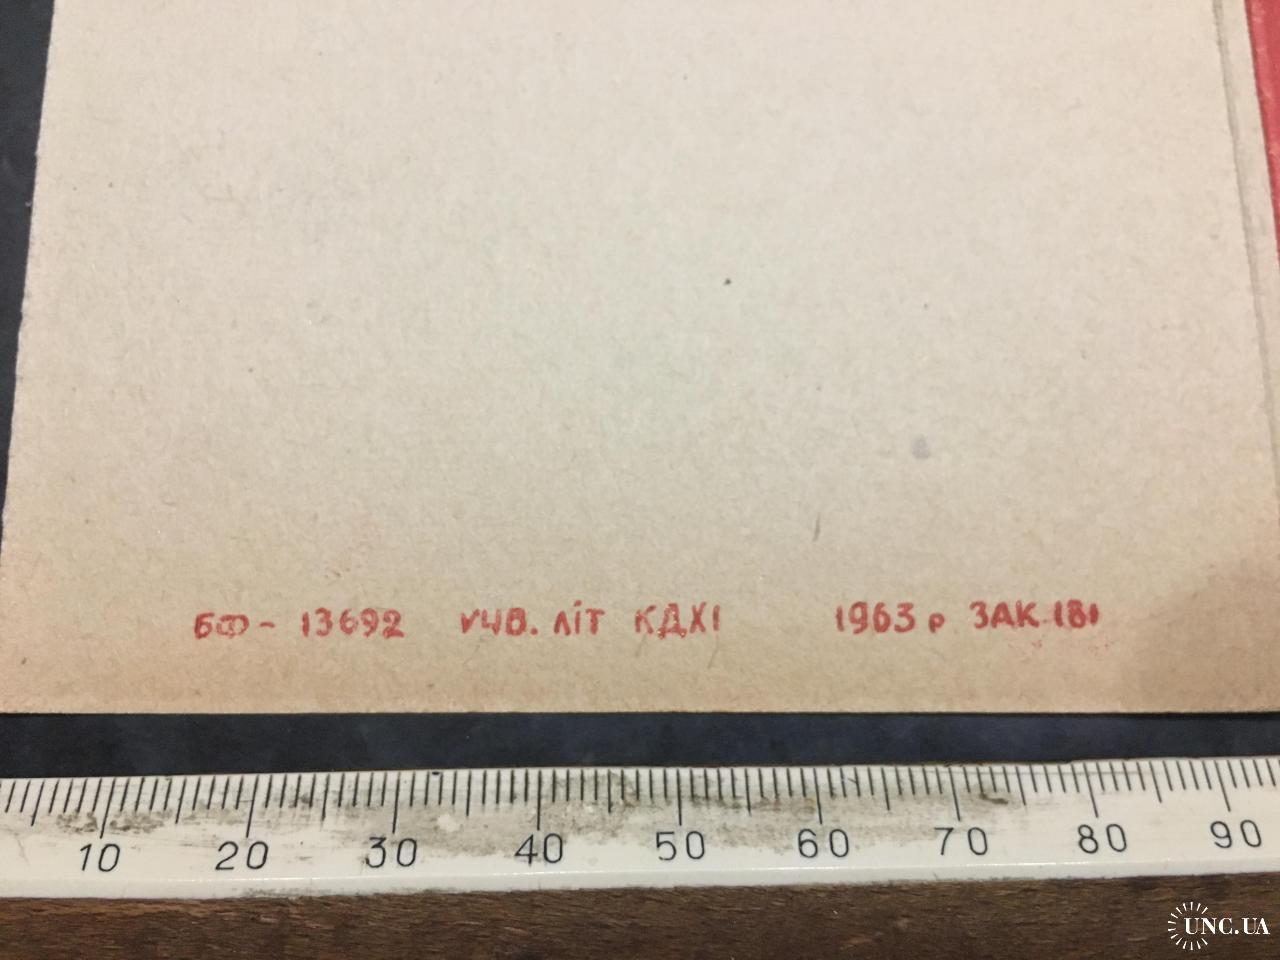 БФ - 13692 УЧВ. ЛІТ КДХІ 1963 р ЗАК 181
10 20 30 40 50 60 70 80 90
UNC.UA